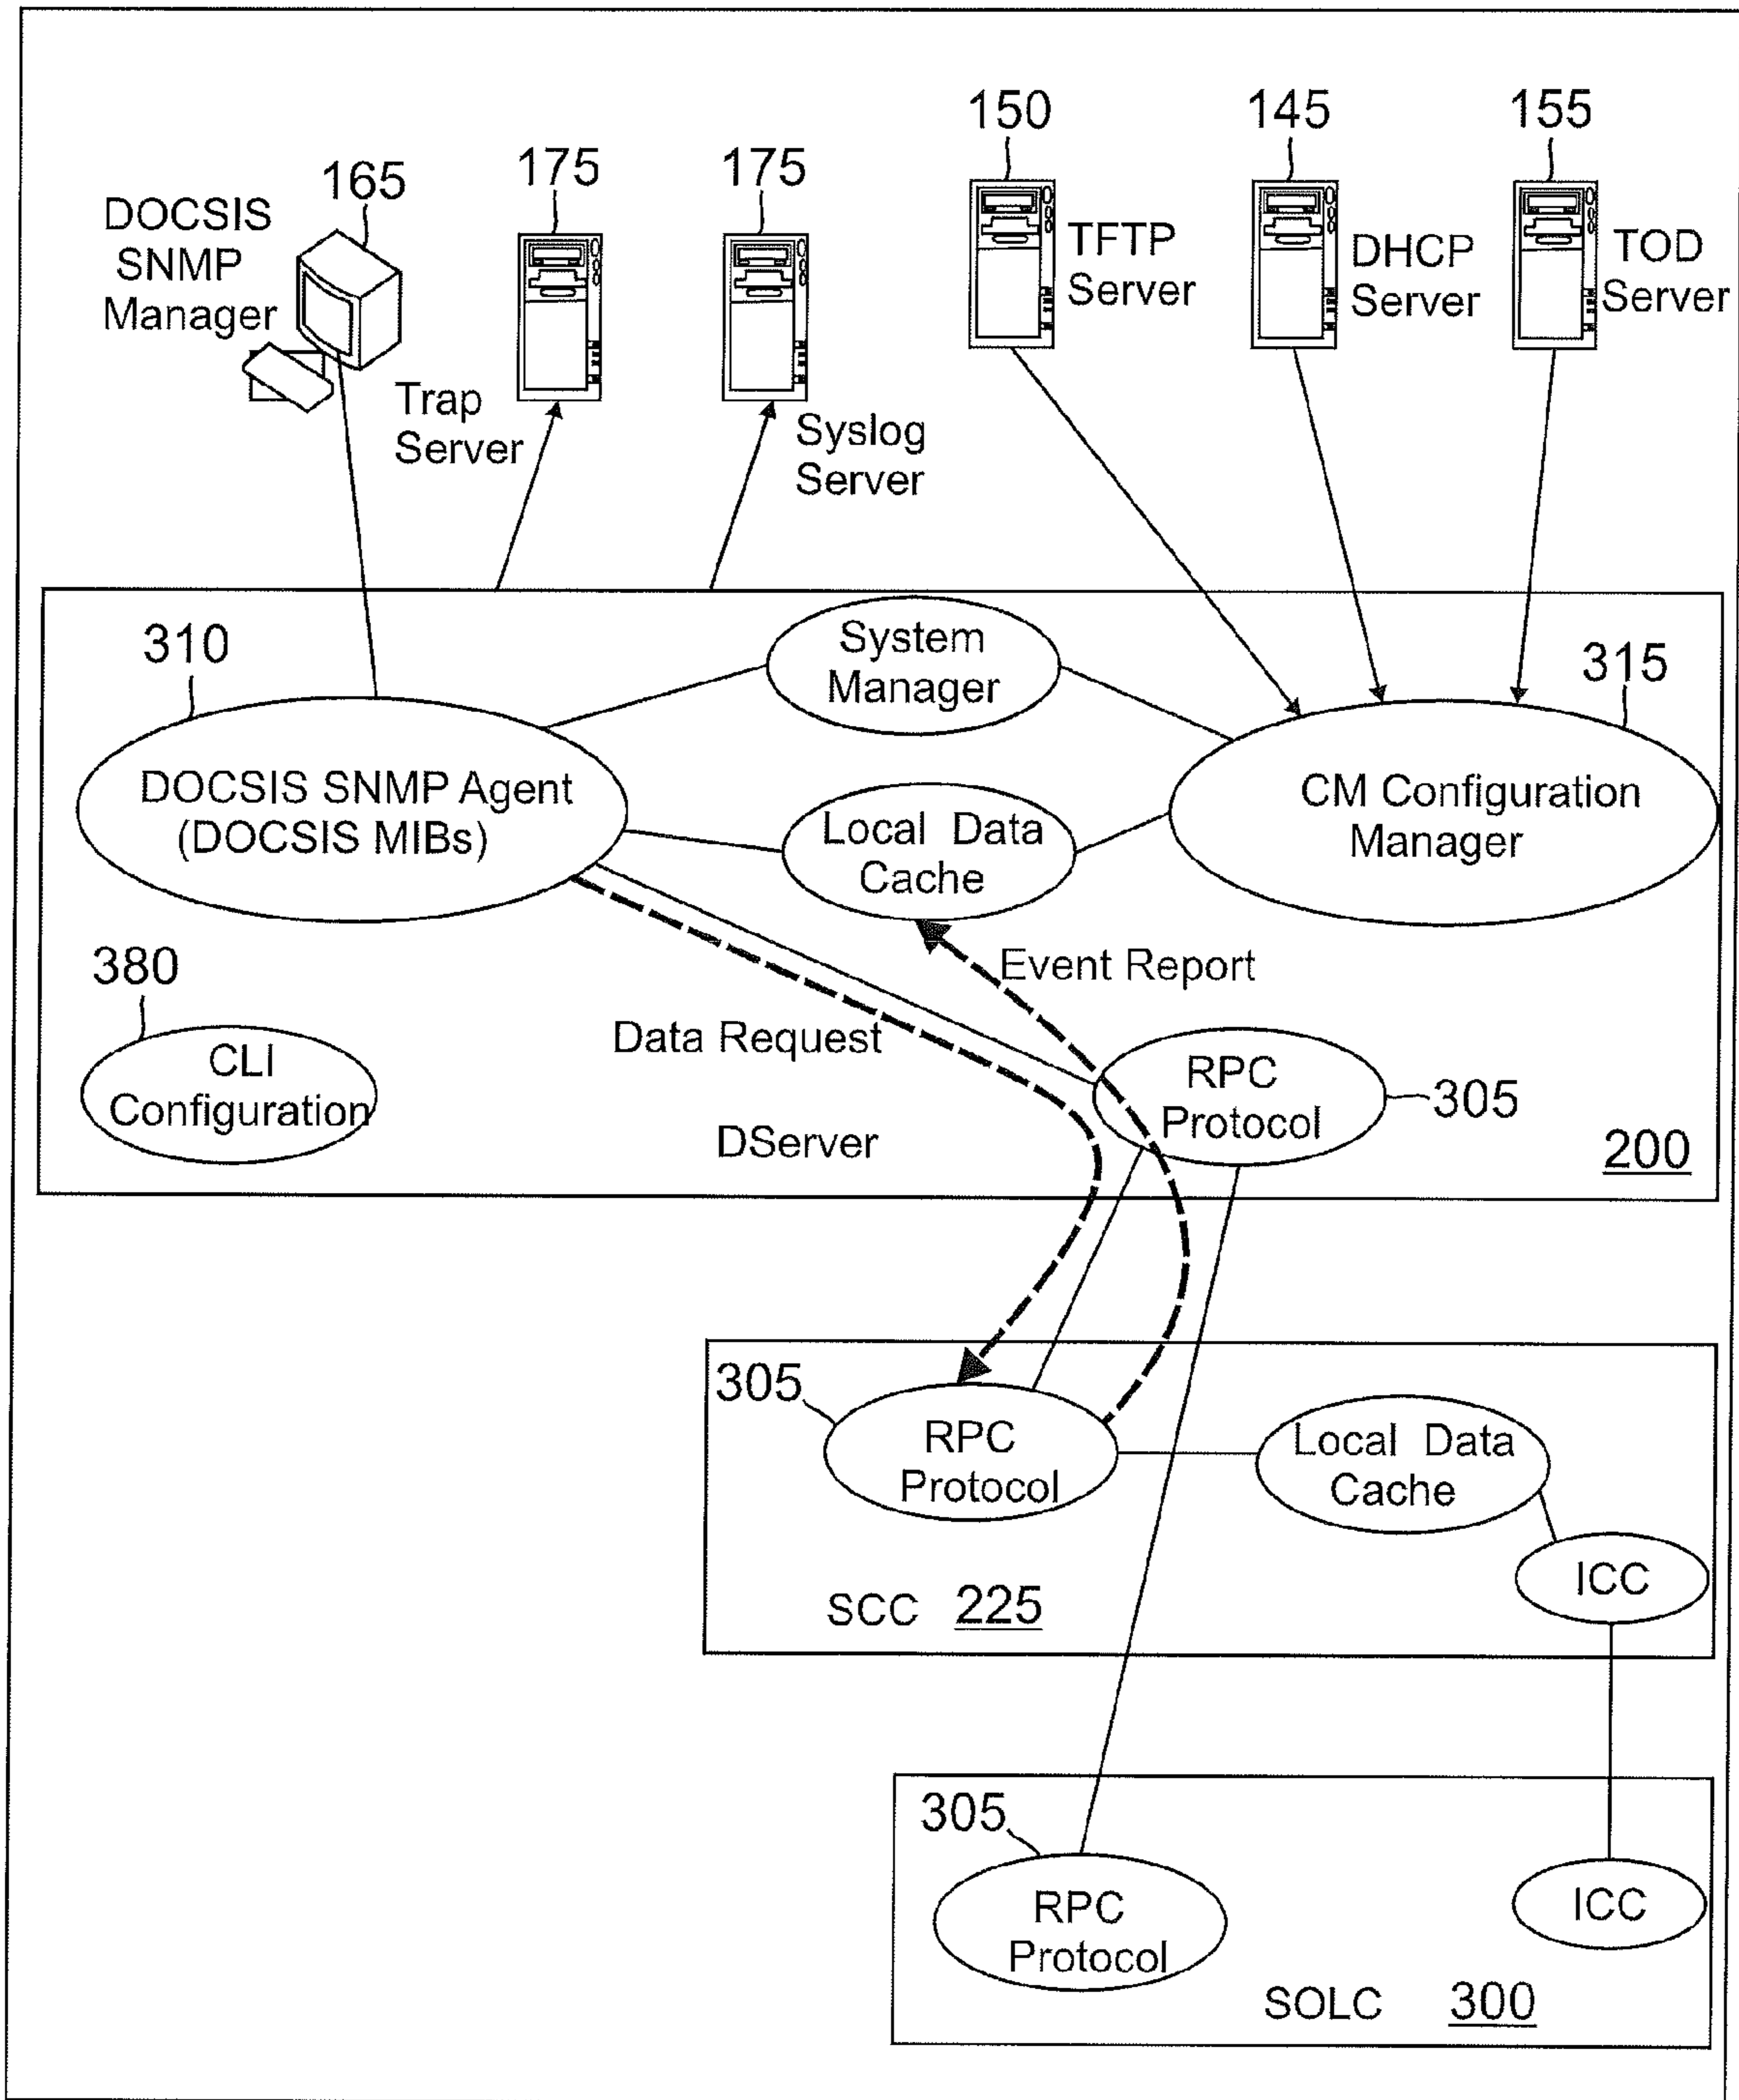 150
145
155
165
175
175
DOCSIS
SNMP
Manager
TFTP
Server
DHCP
Server
TOD
Server
Trap
Server
Syslog
Server
310
System
Manager
315
DOCSIS SNMP Agent
(DOCSIS MIBs)
Local Data
Cache
CM Configuration
Manager
380
Event Report
Data Request
CLI
Configuration
RPC
Protocol
305
DServer
200
305
RPC
Protocol
Local Data
Cache
ICC
SCC 225
305
RPC
Protocol
ICC
SOLC 300